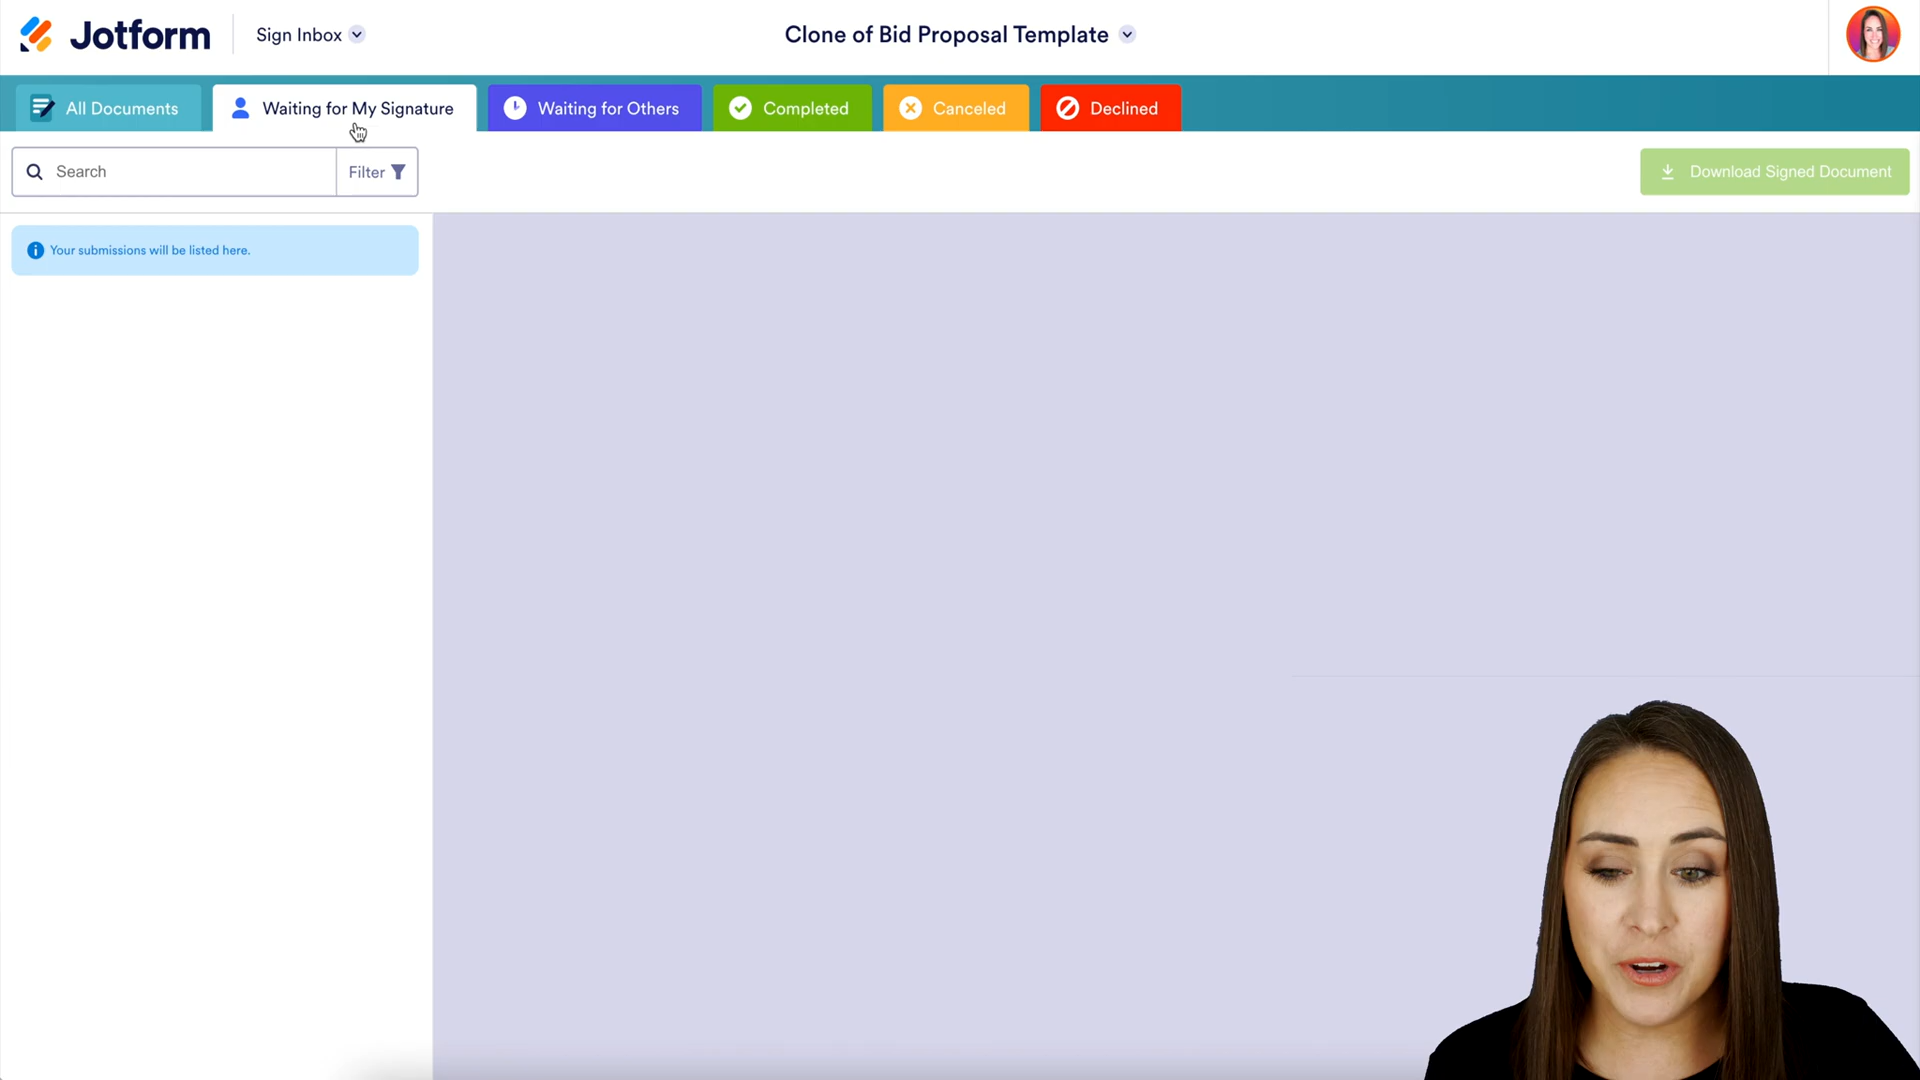 Jotform
Sign Inbox
Clone of Bid Proposal Template
All Documents
Waiting for My Signature
Waiting for Others
Completed
Canceled
Declined
Search
Filter
Download Signed Document
Your submissions will be listed here.